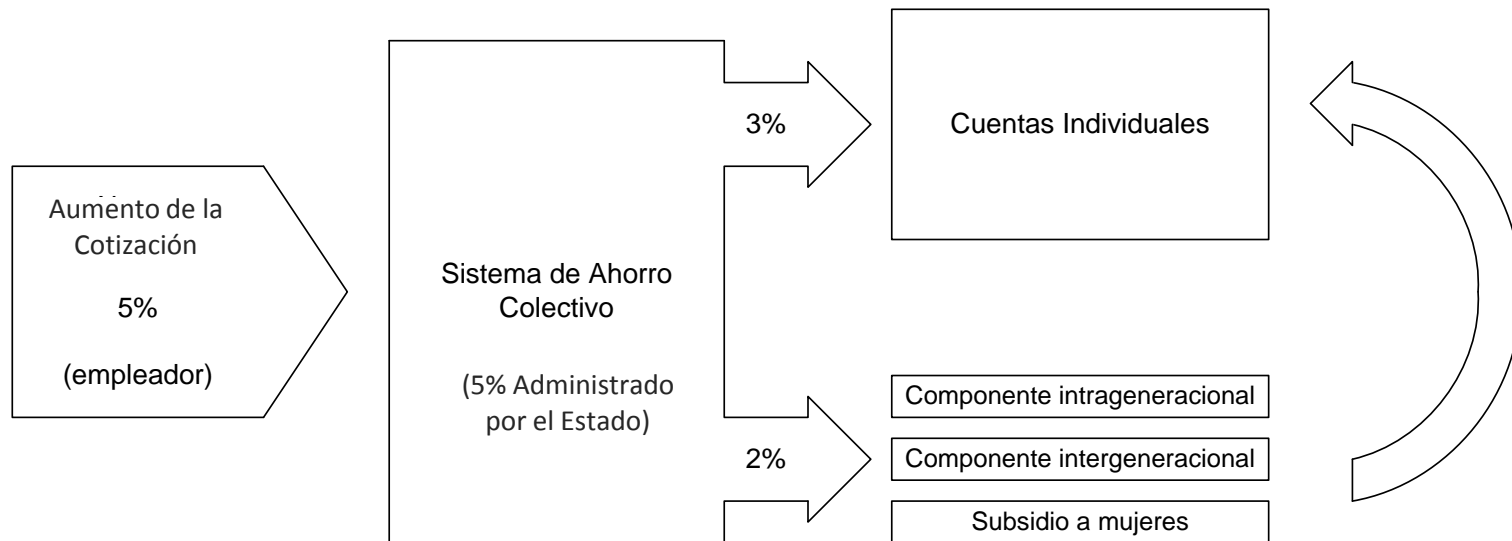 Aumento de la
Cotización
5%
(empleador)
Sistema de Ahorro
Colectivo
(5% Administrado
por el Estado)
3%
2%
Cuentas Individuales
Componente intrageneracional
Componente intergeneracional
Subsidio a mujeres